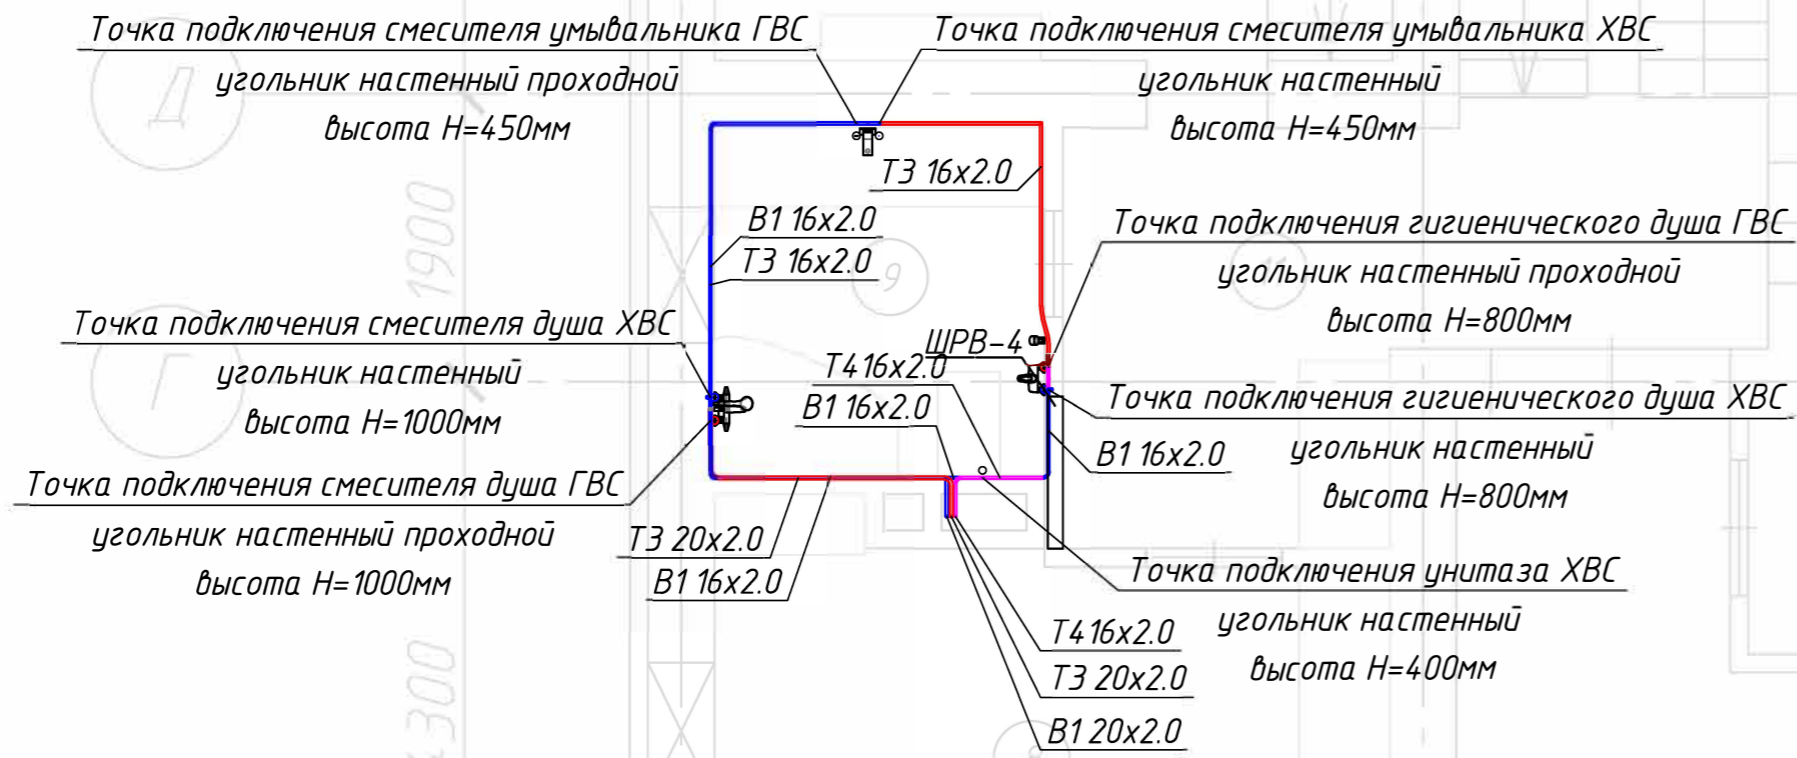 Точка подключения смесителя умывальника ГВС
угольник настенный проходной
высота Н=450мм
Точка подключения смесителя умывальника ХВС
угольник настенный
высота Н=450мм
Д
Т3 16х2.0
1900
В1 16х2.0
Т3 16х2.0
9
11
Точка подключения гигиенического душа ГВС
угольник настенный проходной
высота Н=800мм
Точка подключения смесителя душа ХВС
угольник настенный
высота Н=1000мм
Г
ШРВ-4
Т4 16х2.0
В1 16х2.0
Точка подключения гигиенического душа ХВС
угольник настенный
высота Н=800мм
В1 16х2.0
Точка подключения смесителя душа ГВС
угольник настенный проходной
высота Н=1000мм
Т3 20х2.0
В1 16х2.0
Точка подключения унитаза ХВС
угольник настенный
высота Н=400мм
Т4 16х2.0
Т3 20х2.0
В1 20х2.0
300